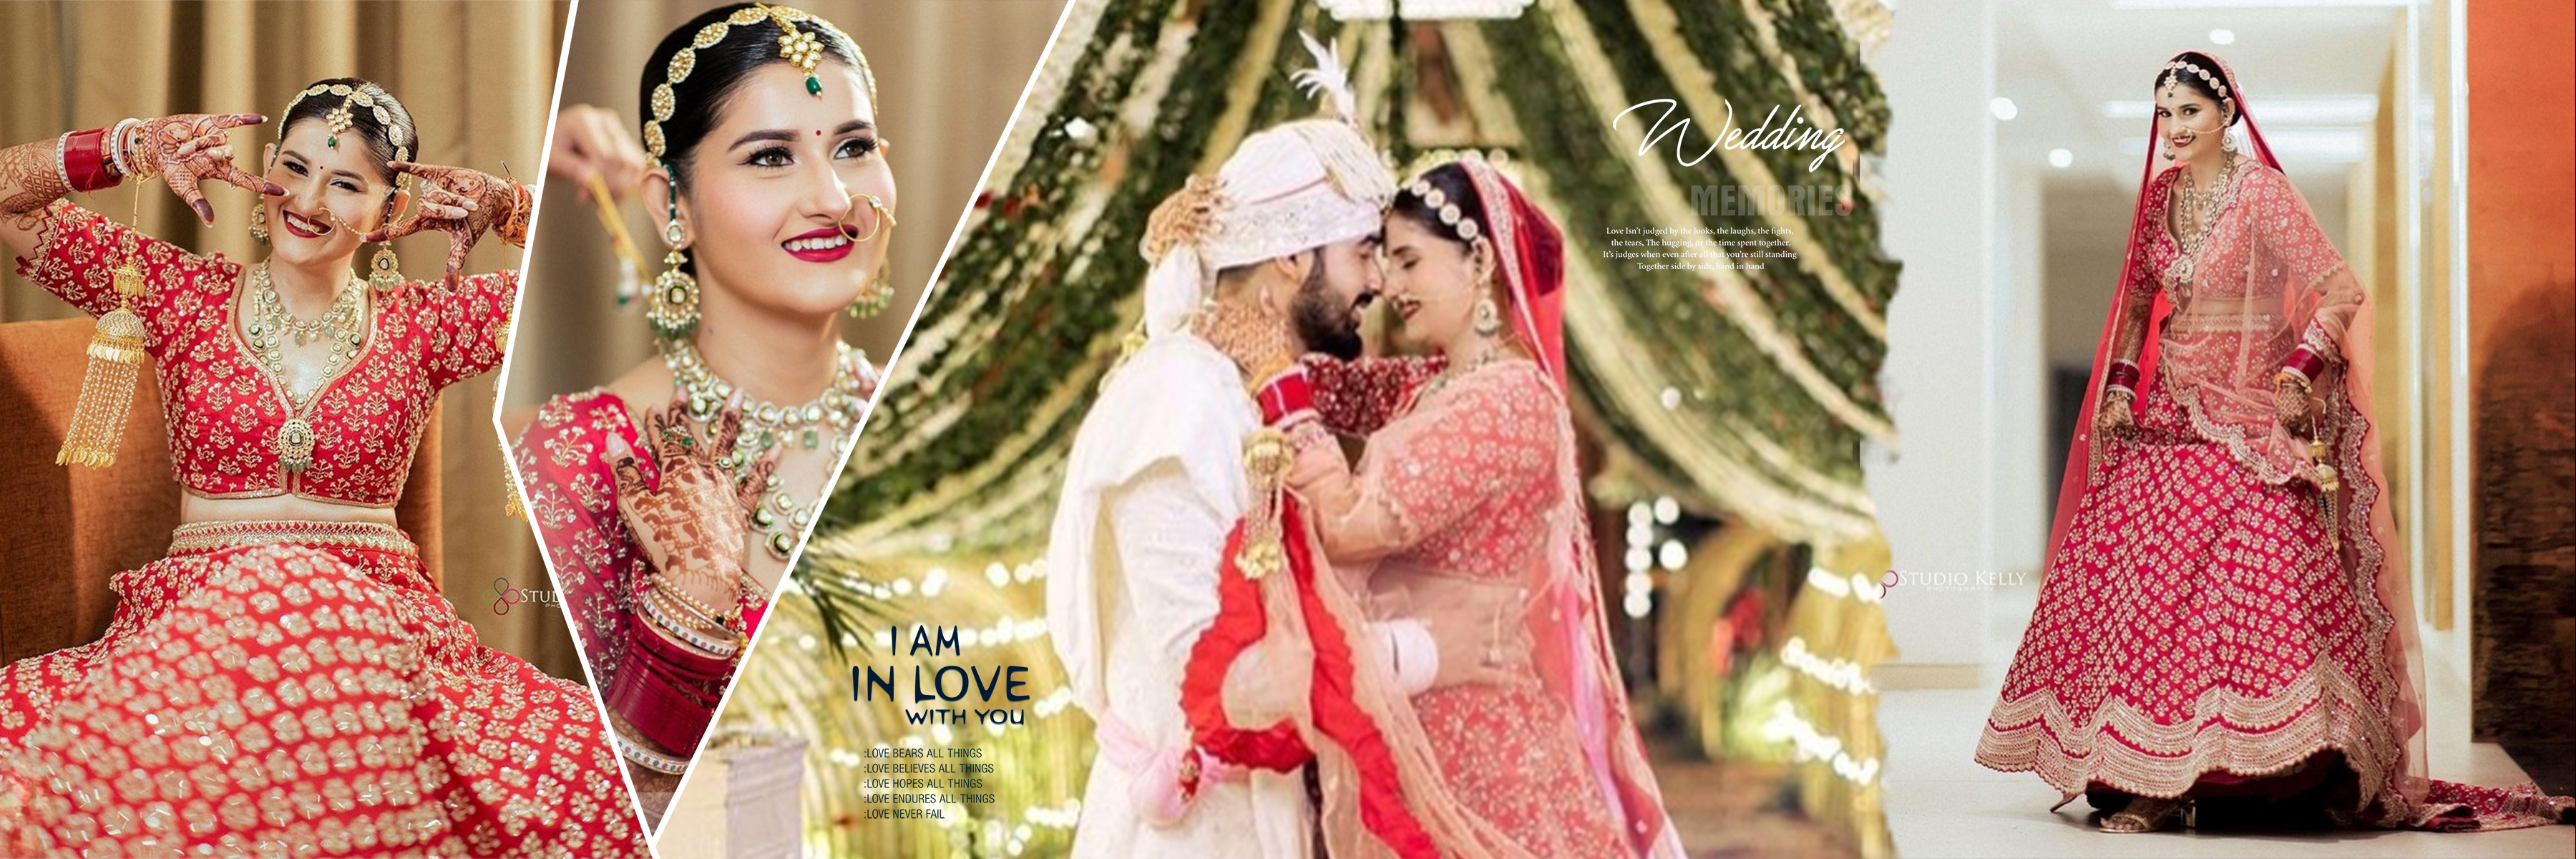 Wedding
MEMORIES
Love Isn't judged by the looks, the laughs, the fights,
the tears, The hugging, or the time spent together.
It's judges when even after all that you're still standing
Together side by side, hand in hand
STUDIO KELLY
PHOTOGRAPHY
I AM
IN LOVE
WITH YOU
:LOVE BEARS ALL THINGS
:LOVE BELIEVES ALL THINGS
:LOVE HOPES ALL THINGS
:LOVE ENDURES ALL THINGS
:LOVE NEVER FAIL